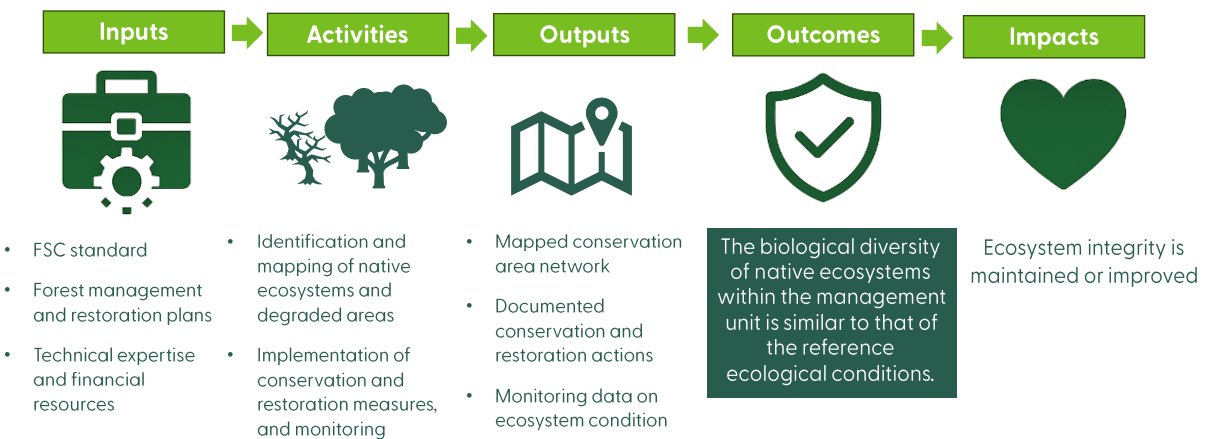 Inputs
Activities
Outputs
Outcomes
Impacts
• FSC standard
• Forest management
and restoration plans
• Technical expertise
and financial
resources
• Identification and
mapping of native
ecosystems and
degraded areas
• Implementation of
conservation and
restoration measures,
and monitoring
• Mapped conservation
area network
• Documented
conservation and
restoration actions
• Monitoring data on
ecosystem condition
The biological diversity
of native ecosystems
within the management
unit is similar to that of
the reference
ecological conditions.
Ecosystem integrity is
maintained or improved